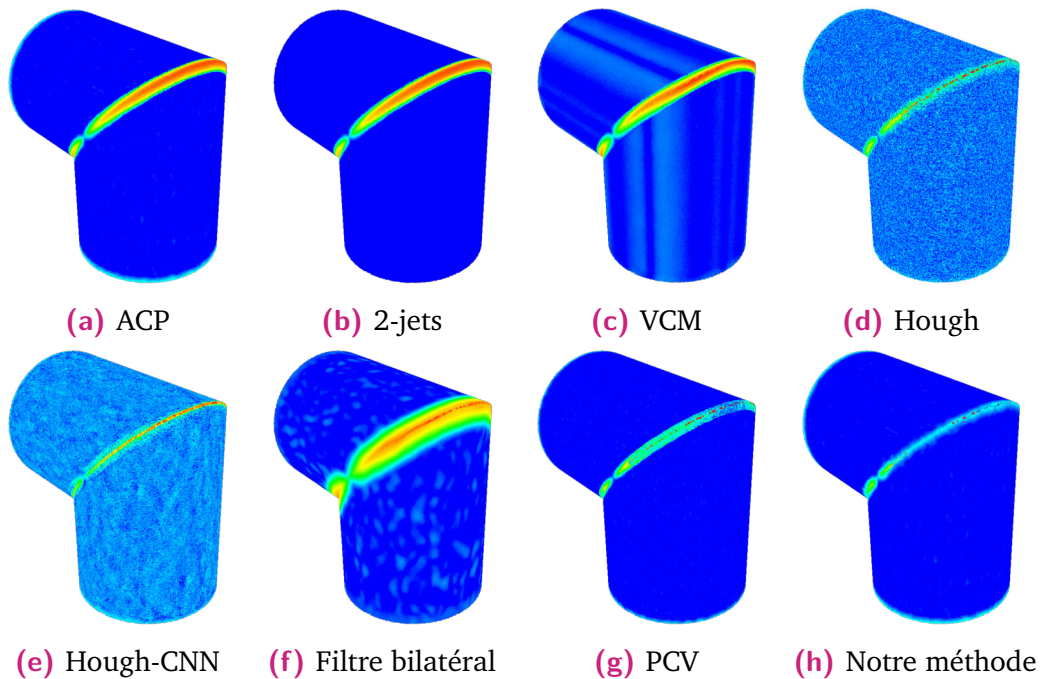 (a) ACP
(b) 2-jets
(c) VCM
(d) Hough
(e) Hough-CNN
(f) Filtre bilatéral
(g) PCV
(h) Notre méthode